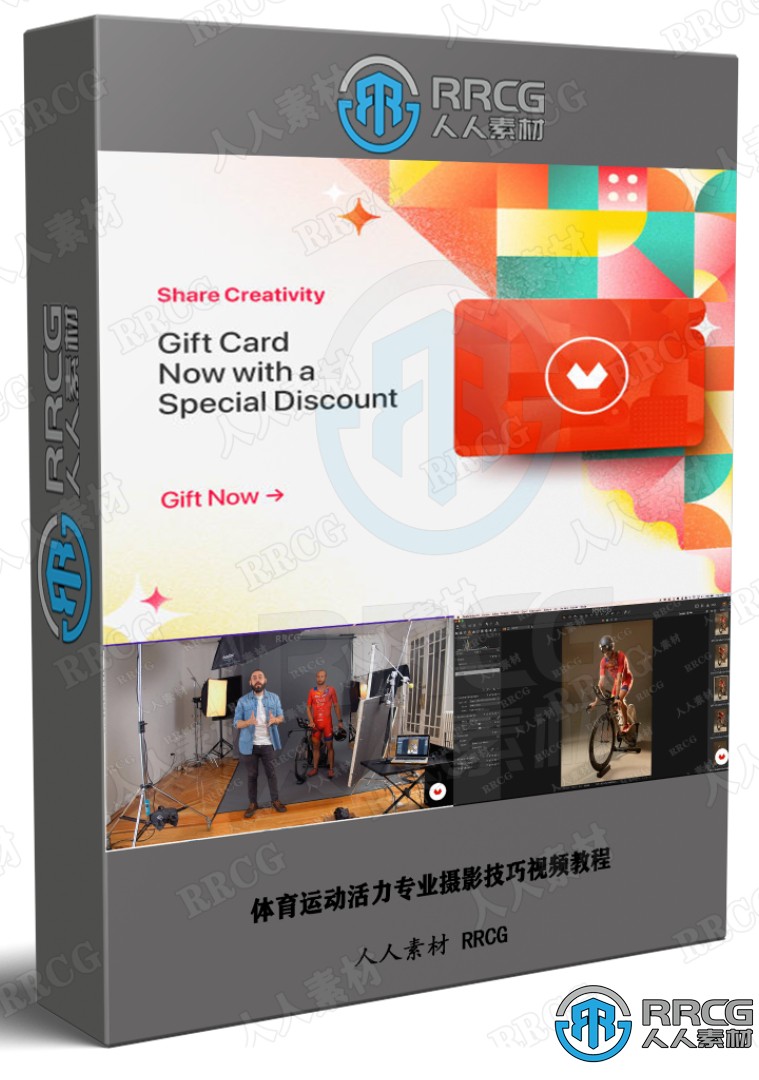 RRCG
人人素材
Share Creativity
Gift Card
Now with a
Special Discount
Gift Now →
RRCG
人人素材
体育运动活力专业摄影技巧视频教程
人人素材 RRCG
RRCG
人人素材